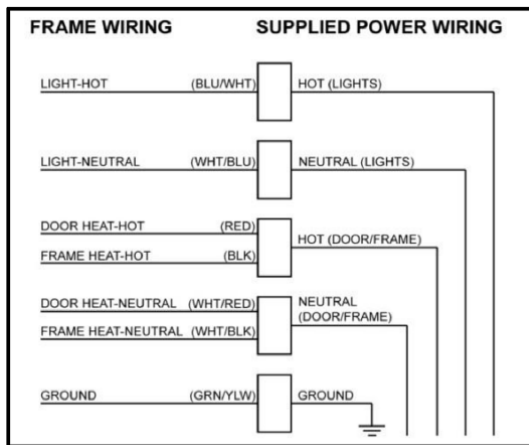 FRAME WIRING SUPPLIED POWER WIRING
LIGHT-HOT (BLU/WHT) HOT (LIGHTS)
LIGHT-NEUTRAL (WHT/BLU) NEUTRAL (LIGHTS)
DOOR HEAT-HOT (RED)
HOT (DOOR/FRAME)
FRAME HEAT-HOT (BLK)
DOOR HEAT-NEUTRAL (WHT/RED) NEUTRAL
(DOOR/FRAME)
FRAME HEAT-NEUTRAL (WHT/BLK)
GROUND (GRN/YLW) GROUND